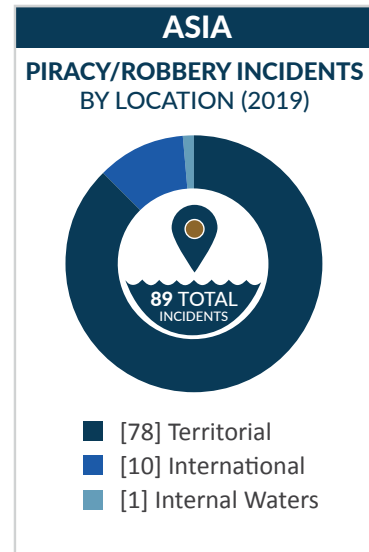 ASIA
PIRACY/ROBBERY INCIDENTS
BY LOCATION (2019)
89 TOTAL
INCIDENTS
[78] Territorial
[10] International
[1] Internal Waters